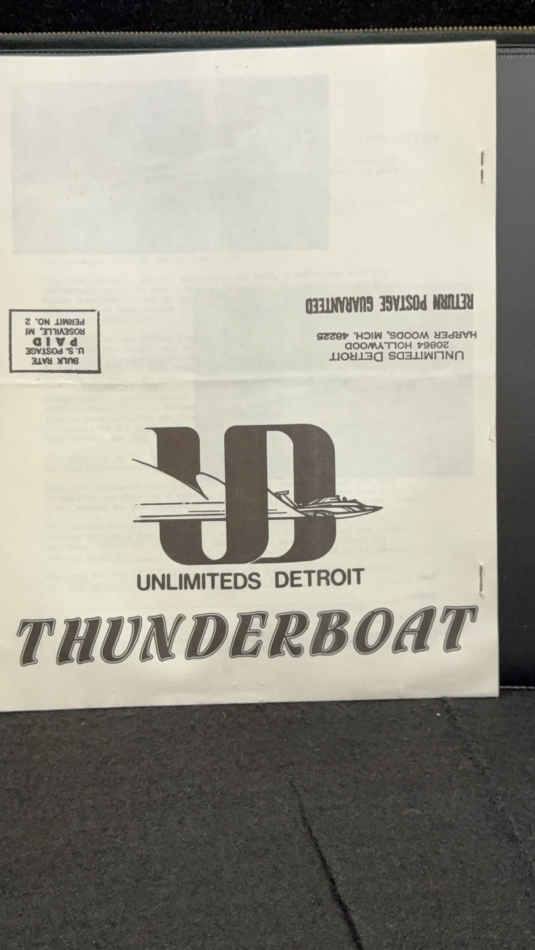 RETURN POSTAGE GUARANTEED
UNLIMITEDS DETROIT
20864 HOLLYWOOD
HARPER WOODS, MICH. 48225
BULK RATE
U. S. POSTAGE
PAID
ROSEVILLE, MI
PERMIT NO. 2
UD
UNLIMITEDS DETROIT
THUNDERBOAT